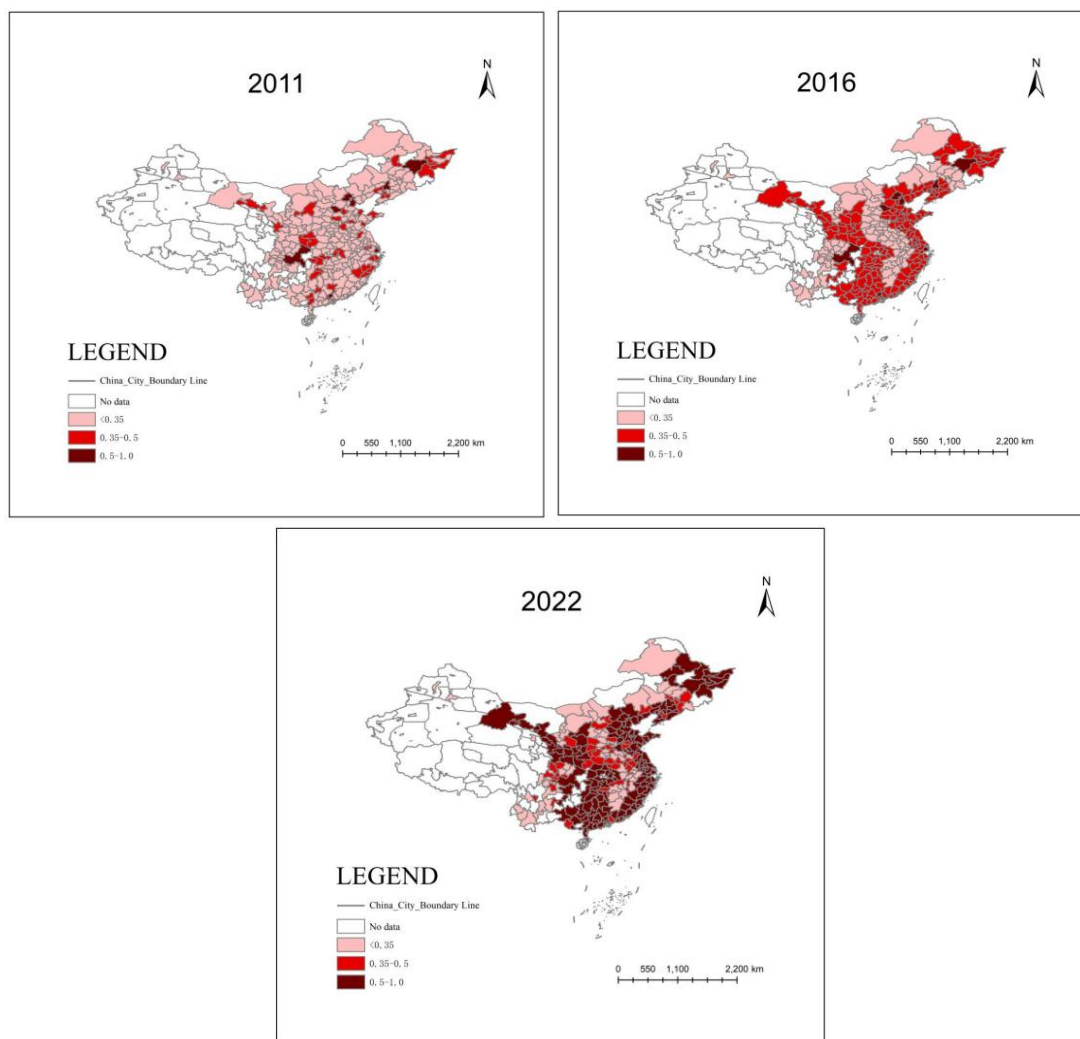 2011
N
LEGEND
China_City_Boundary Line
No data
<0.35
0.35-0.5
0.5-1.0
0 550 1,100 2,200 km
2016
N
LEGEND
China_City_Boundary Line
No data
<0.35
0.35-0.5
0.5-1.0
0 550 1,100 2,200 km
2022
N
LEGEND
China_City_Boundary Line
No data
<0.35
0.35-0.5
0.5-1.0
0 550 1,100 2,200 km